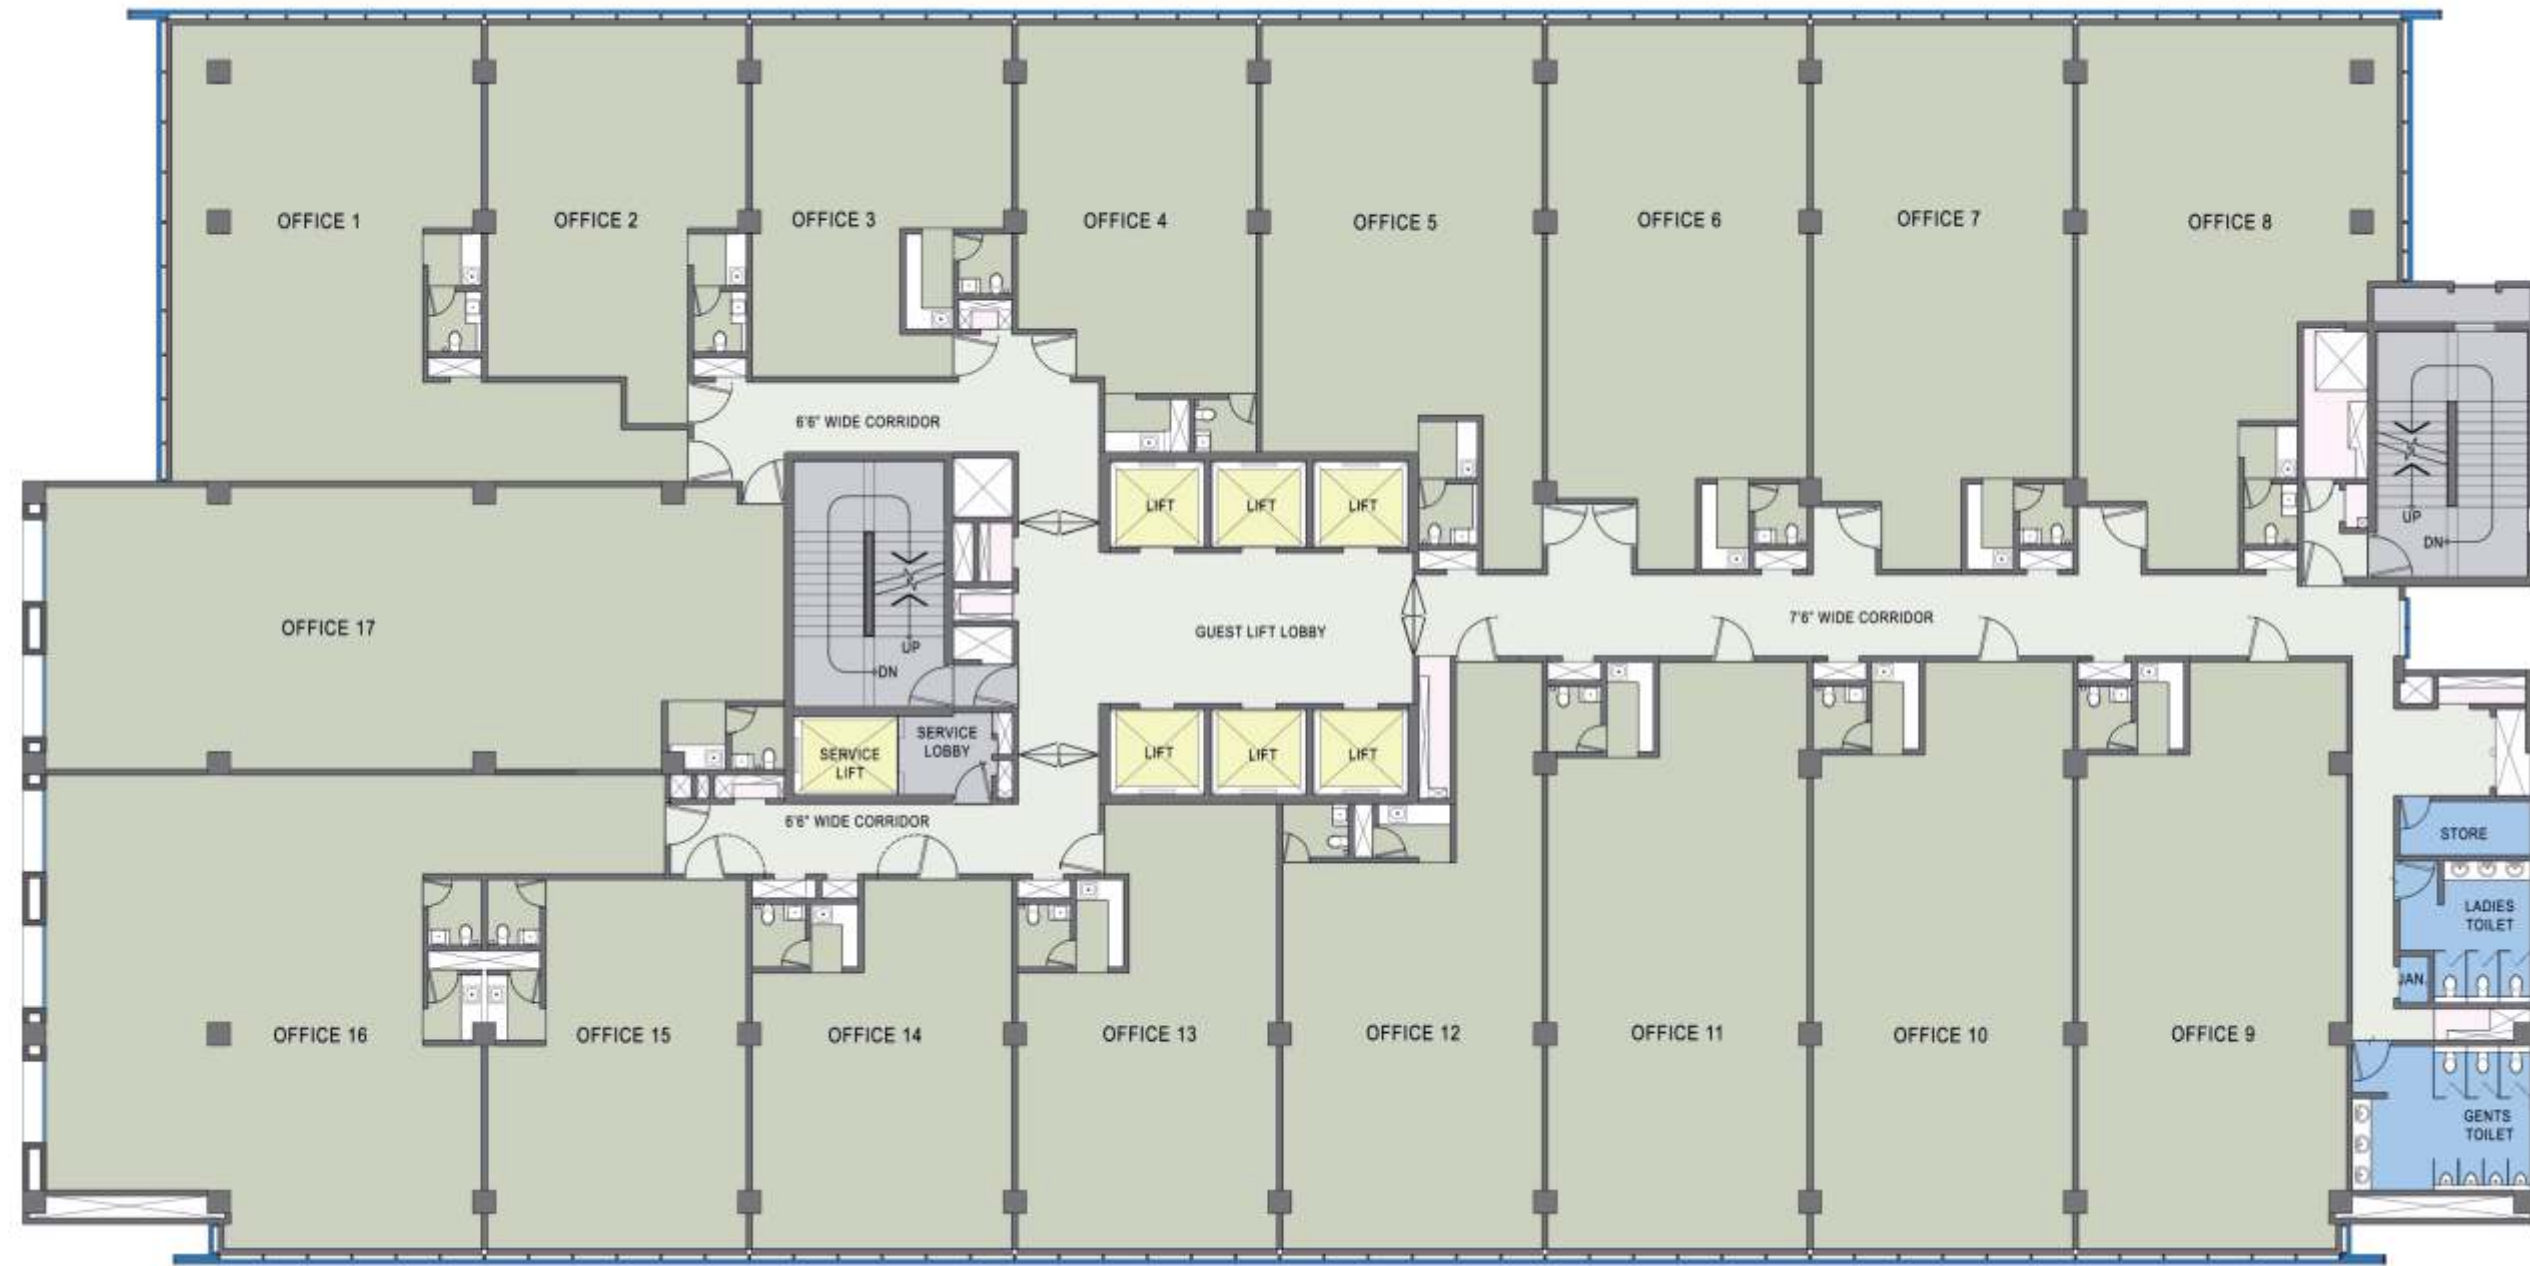 OFFICE 1
OFFICE 2
OFFICE 3
OFFICE 4
OFFICE 5
OFFICE 6
OFFICE 7
OFFICE 8
6'6" WIDE CORRIDOR
LIFT
LIFT
LIFT
UP
DN
OFFICE 17
GUEST LIFT LOBBY
7'6" WIDE CORRIDOR
UP
DN
SERVICE
LIFT
SERVICE
LOBBY
LIFT
LIFT
LIFT
6'6" WIDE CORRIDOR
STORE
LADIES
TOILET
JAN.
OFFICE 16
OFFICE 15
OFFICE 14
OFFICE 13
OFFICE 12
OFFICE 11
OFFICE 10
OFFICE 9
GENTS
TOILET